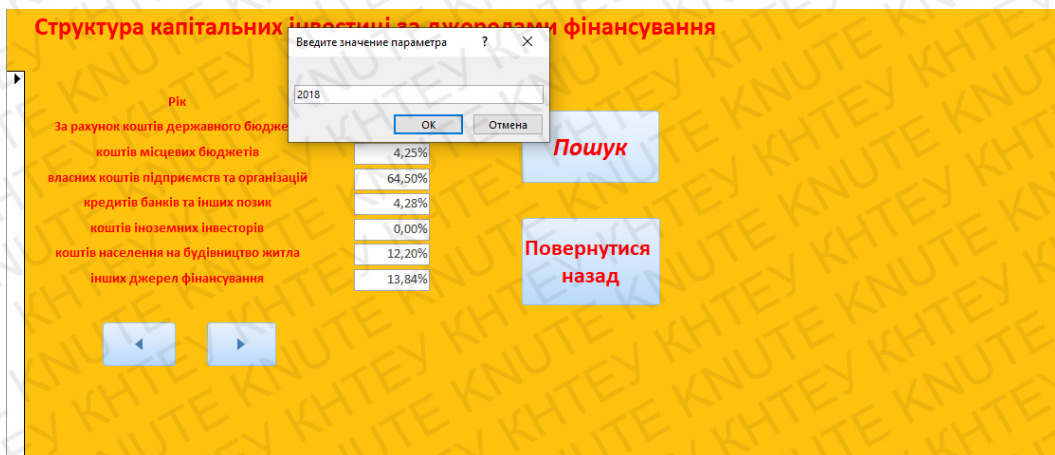 Структура капітальних інвестиці за джерелами фінансування
Введите значение параметра ? ×
2018
ОК Отмена
Рік
За рахунок коштів державного бюдже
коштів місцевих бюджетів 4,25%
власних коштів підприємств та організацій 64,50%
кредитів банків та інших позик 4,28%
коштів іноземних інвесторів 0,00%
коштів населення на будівництво житла 12,20%
інших джерел фінансування 13,84%
Пошук
Повернутися
назад